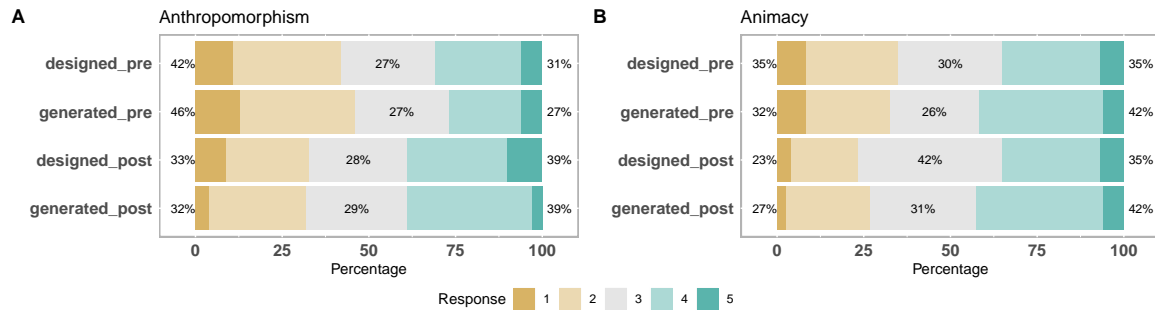 A Anthropomorphism
designed_pre 42% 27% 31%
generated_pre 46% 27% 27%
designed_post 33% 28% 39%
generated_post 32% 29% 39%
0 25 50 75 100
Percentage
B Animacy
designed_pre 35% 30% 35%
generated_pre 32% 26% 42%
designed_post 23% 42% 35%
generated_post 27% 31% 42%
0 25 50 75 100
Percentage
Response 1 2 3 4 5